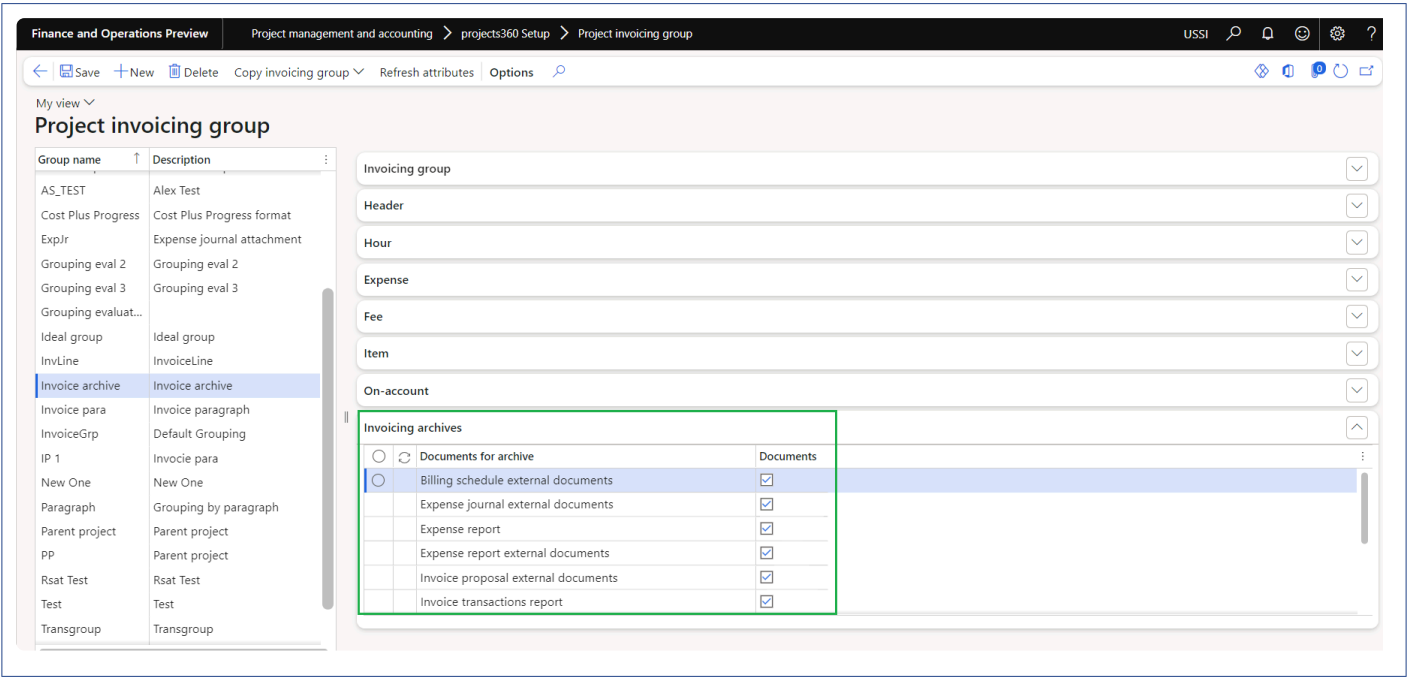 Finance and Operations Preview Project management and accounting > projects360 Setup > Project invoicing group USSI ?
Save + New Delete Copy invoicing group Refresh attributes Options 0
My view
Project invoicing group
Group name ↑ Description
AS_TEST Alex Test
Cost Plus Progress Cost Plus Progress format
ExpJr Expense journal attachment
Grouping eval 2 Grouping eval 2
Grouping eval 3 Grouping eval 3
Grouping evaluat...
Ideal group Ideal group
InvLine InvoiceLine
Invoice archive Invoice archive
Invoice para Invoice paragraph
InvoiceGrp Default Grouping
IP 1 Invocie para
New One New One
Paragraph Grouping by paragraph
Parent project Parent project
PP Parent project
Rsat Test Rsat Test
Test Test
Transgroup Transgroup
Invoicing group
Header
Hour
Expense
Fee
Item
On-account
Invoicing archives
Documents for archive Documents
Billing schedule external documents
Expense journal external documents
Expense report
Expense report external documents
Invoice proposal external documents
Invoice transactions report